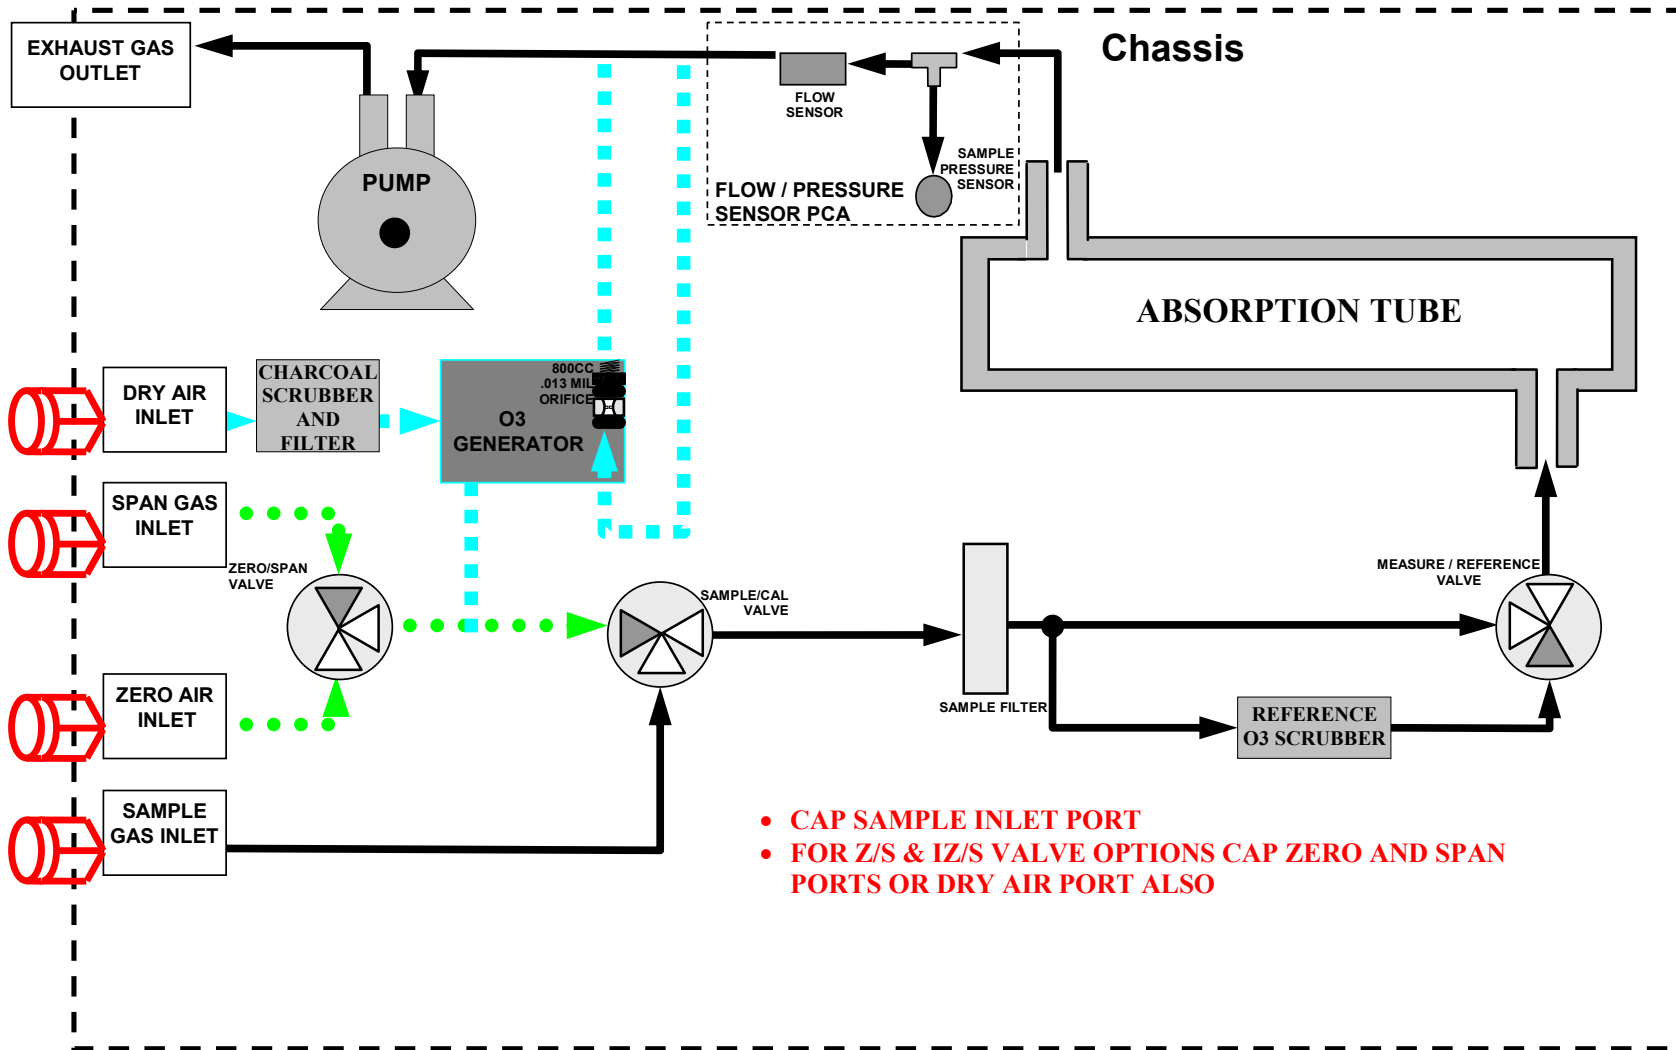 EXHAUST GAS
OUTLET
Chassis
FLOW
SENSOR
SAMPLE
PRESSURE
SENSOR
FLOW / PRESSURE
SENSOR PCA
PUMP
ABSORPTION TUBE
DRY AIR
INLET
CHARCOAL
SCRUBBER
AND
FILTER
800CC
.013 MIL
ORIFICE
O3
GENERATOR
SPAN GAS
INLET
ZERO/SPAN
VALVE
SAMPLE/CAL
VALVE
MEASURE / REFERENCE
VALVE
ZERO AIR
INLET
SAMPLE FILTER
REFERENCE
O3 SCRUBBER
SAMPLE
GAS INLET
• CAP SAMPLE INLET PORT
• FOR Z/S & IZ/S VALVE OPTIONS CAP ZERO AND SPAN
PORTS OR DRY AIR PORT ALSO